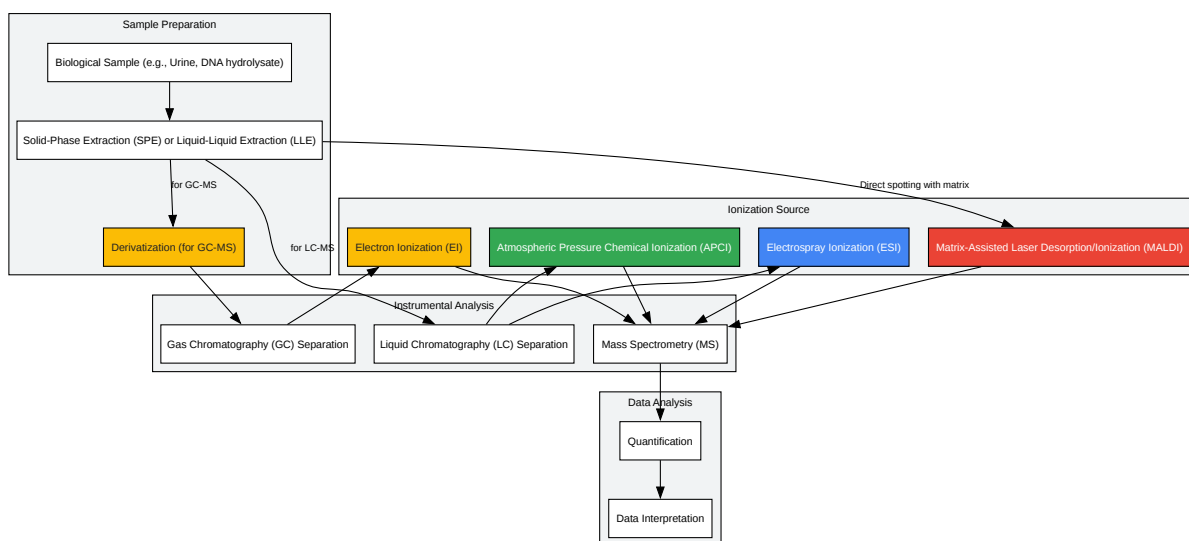 Sample Preparation
Biological Sample (e.g., Urine, DNA hydrolysate)
Solid-Phase Extraction (SPE) or Liquid-Liquid Extraction (LLE)
for GC-MS
Direct spotting with matrix
Ionization Source
Derivatization (for GC-MS)
for LC-MS
Electron Ionization (EI)
Atmospheric Pressure Chemical Ionization (APCI)
Electrospray Ionization (ESI)
Matrix-Assisted Laser Desorption/Ionization (MALDI)
Instrumental Analysis
Gas Chromatography (GC) Separation
Liquid Chromatography (LC) Separation
Mass Spectrometry (MS)
Data Analysis
Quantification
Data Interpretation